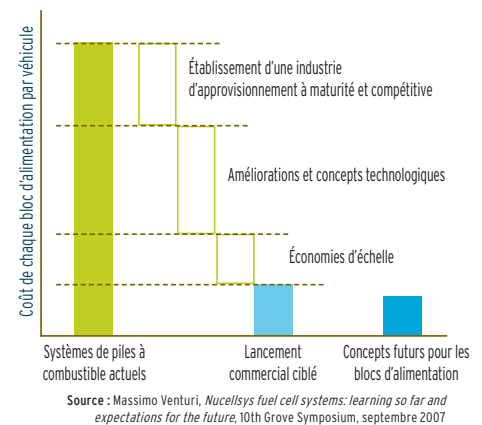 Coût de chaque bloc d'alimentation par véhicule
Établissement d'une industrie
d'approvisionnement à maturité et compétitive
Améliorations et concepts technologiques
Économies d'échelle
Systèmes de piles à
combustible actuels
Lancement
commercial ciblé
Concepts futurs pour les
blocs d'alimentation
Source : Massimo Venturi, Nucellsys fuel cell systems: learning so far and
expectations for the future, 10th Grove Symposium, septembre 2007